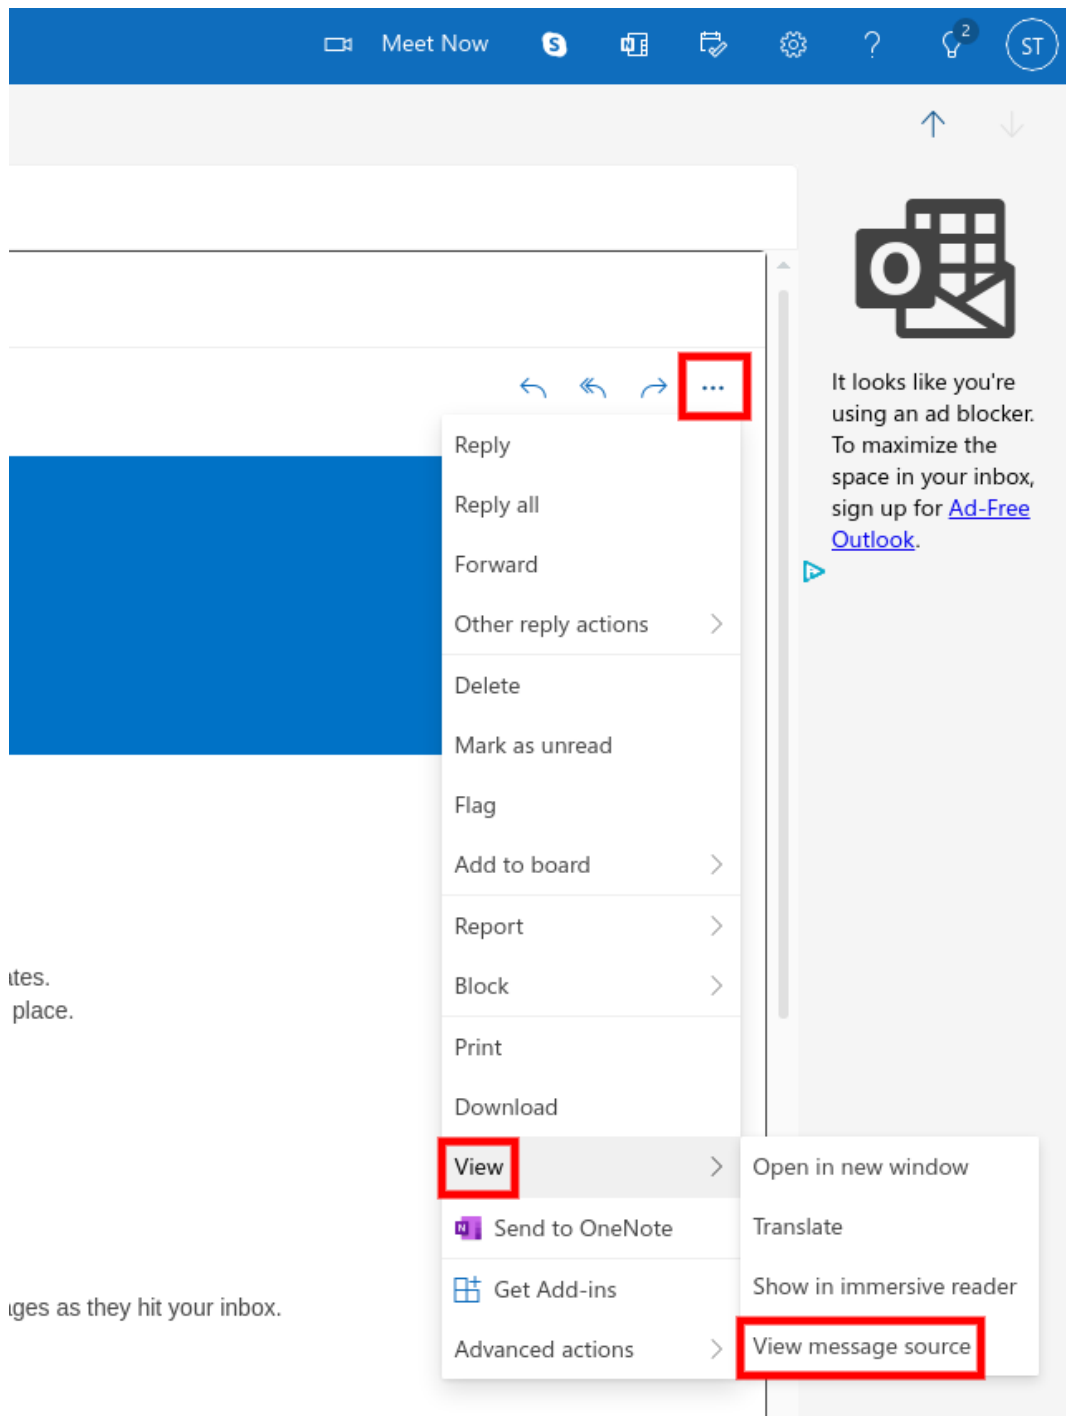 Meet Now
2
ST
It looks like you're
using an ad blocker.
To maximize the
space in your inbox,
sign up for Ad-Free
Outlook.
Reply
Reply all
Forward
Other reply actions
Delete
Mark as unread
Flag
Add to board
Report
Block
ates.
place.
Print
Download
View
Open in new window
Send to OneNote
Translate
Get Add-ins
Show in immersive reader
ages as they hit your inbox.
Advanced actions
View message source